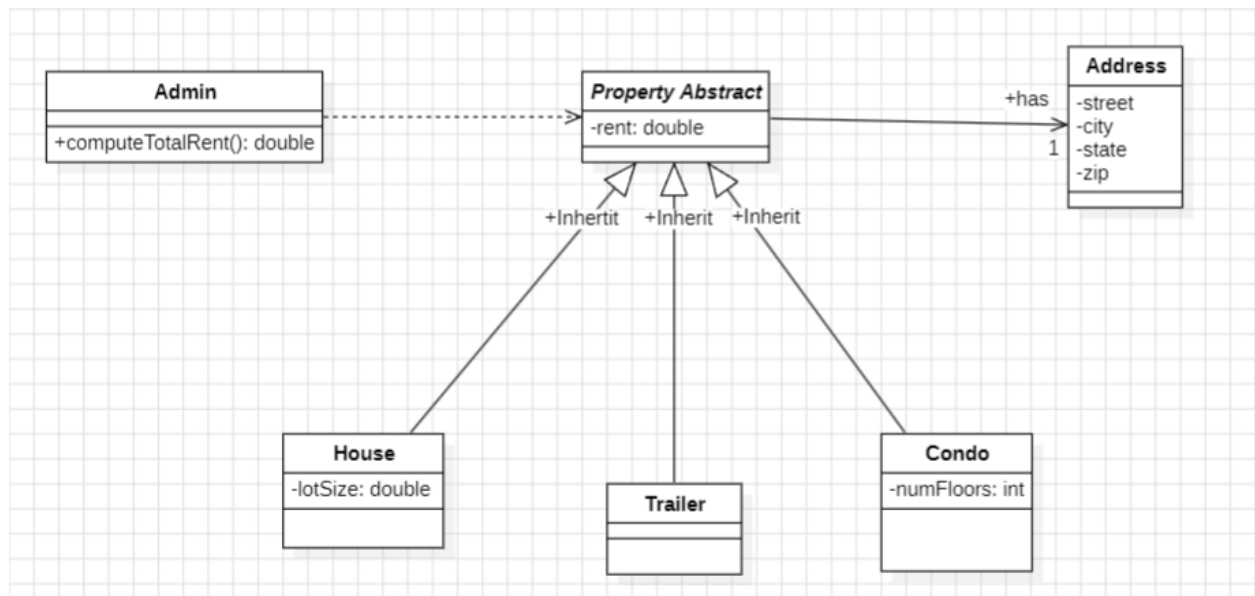 Admin
+computeTotalRent(): double
Property Abstract
-rent: double
+has
1
Address
-street
-city
-state
-zip
+Inhertit
+Inherit
+Inherit
House
-lotSize: double
Trailer
Condo
-numFloors: int